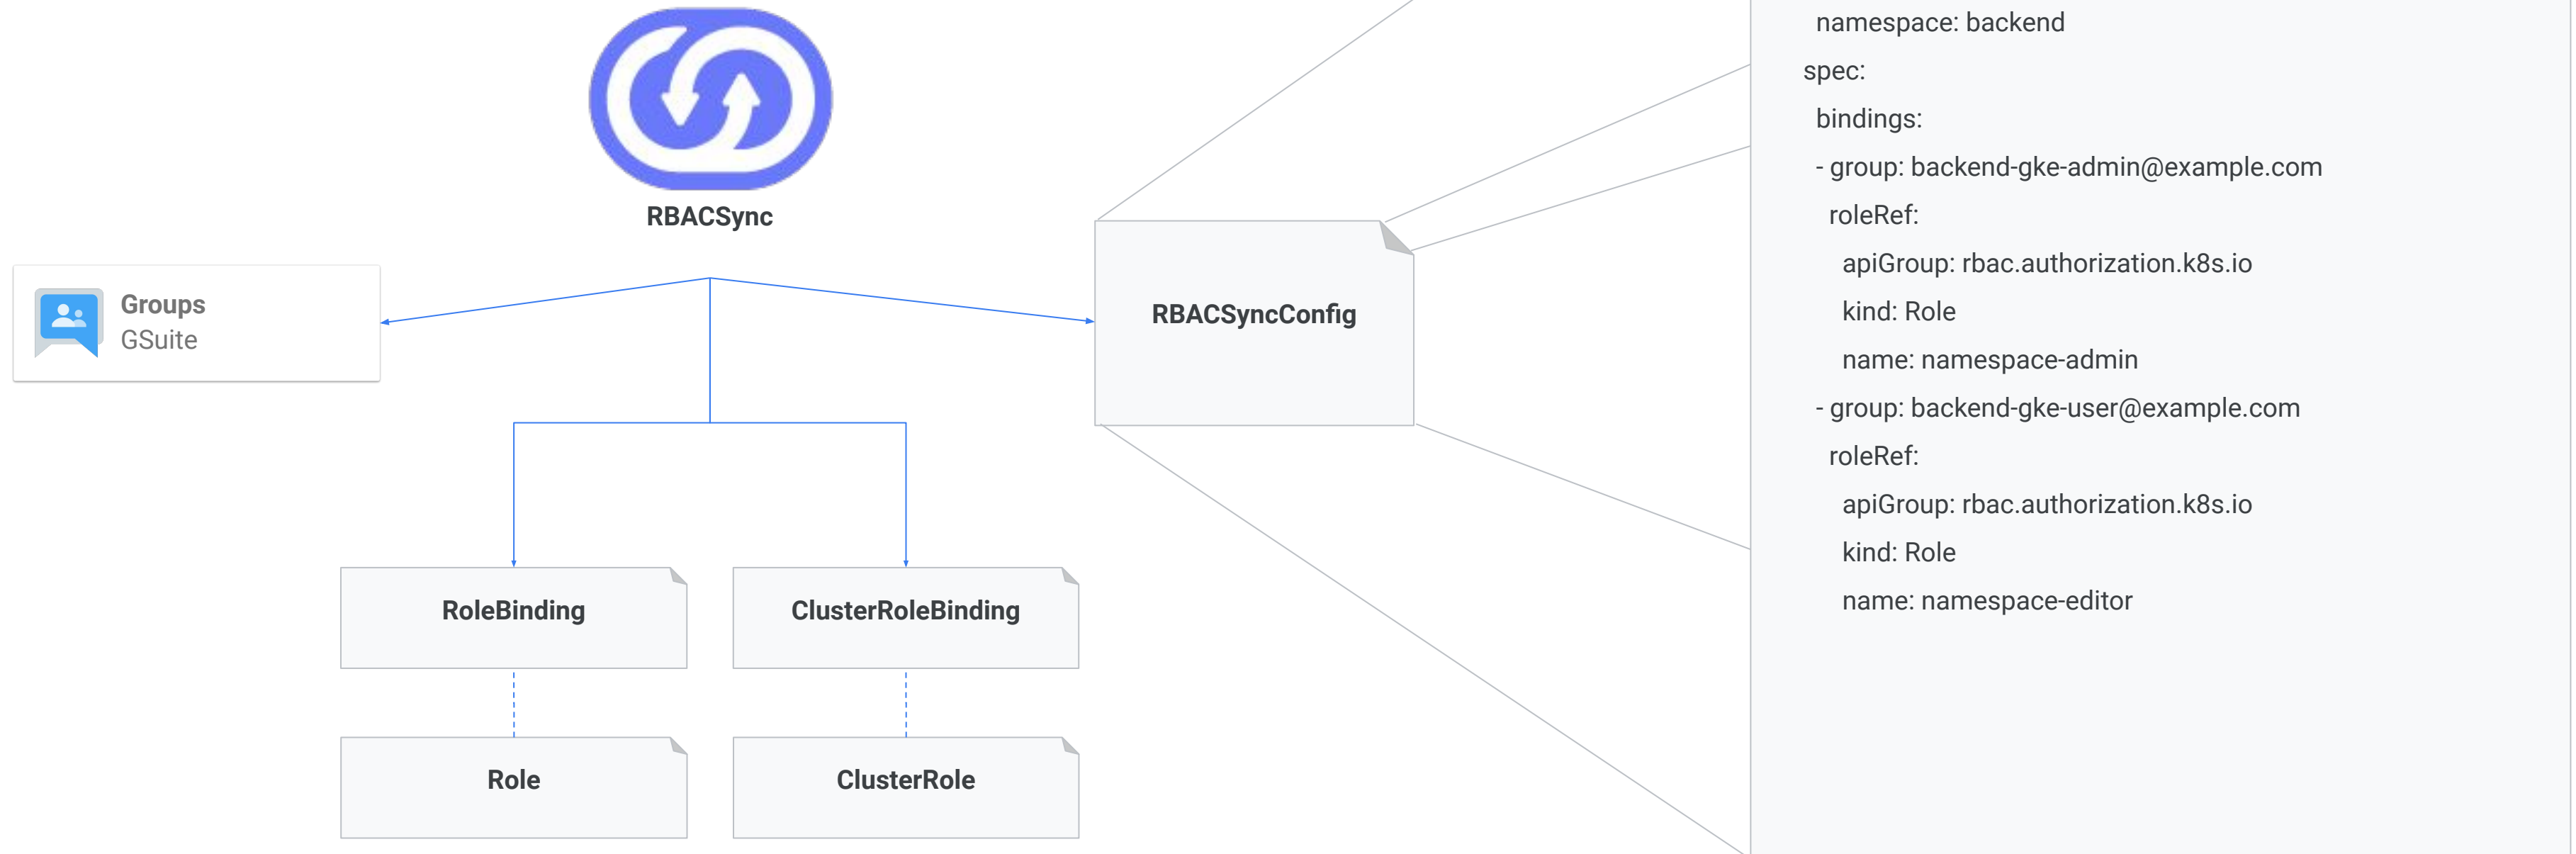 RBACSync
Groups
GSuite
RBACSyncConfig
RoleBinding
ClusterRoleBinding
Role
ClusterRole
namespace: backend
spec:
bindings:
- group: backend-gke-admin@example.com
roleRef:
apiGroup: rbac.authorization.k8s.io
kind: Role
name: namespace-admin
- group: backend-gke-user@example.com
roleRef:
apiGroup: rbac.authorization.k8s.io
kind: Role
name: namespace-editor